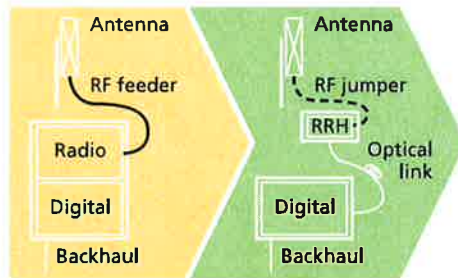 Antenna
RF feeder
Radio
Digital
Backhaul
Antenna
RF jumper
RRH
Optical
link
Digital
Backhaul